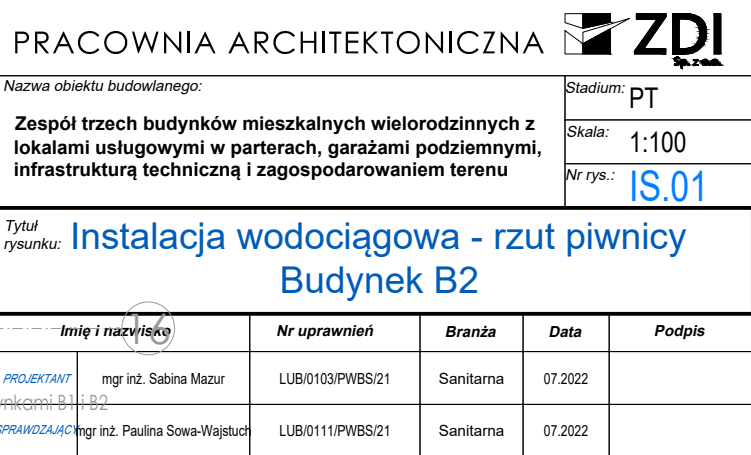 PRACOWNIA ARCHITEKTONICZNA ZDI
Sp. z o.o.
Nazwa obiektu budowlanego:
Zespół trzech budynków mieszkalnych wielorodzinnych z
lokalami usługowymi w parterach, garażami podziemnymi,
infrastrukturą techniczną i zagospodarowaniem terenu
Stadium: PT
Skala: 1:100
Nr rys.: IS.01
Tytuł
rysunku: Instalacja wodociągowa - rzut piwnicy
Budynek B2
16
Imię i nazwisko Nr uprawnień Branża Data Podpis
PROJEKTANT mgr inż. Sabina Mazur LUB/0103/PWBS/21 Sanitarna 07.2022
ynkami B1 i B2
SPRAWDZAJĄCY mgr inż. Paulina Sowa-Wajstuch LUB/0111/PWBS/21 Sanitarna 07.2022